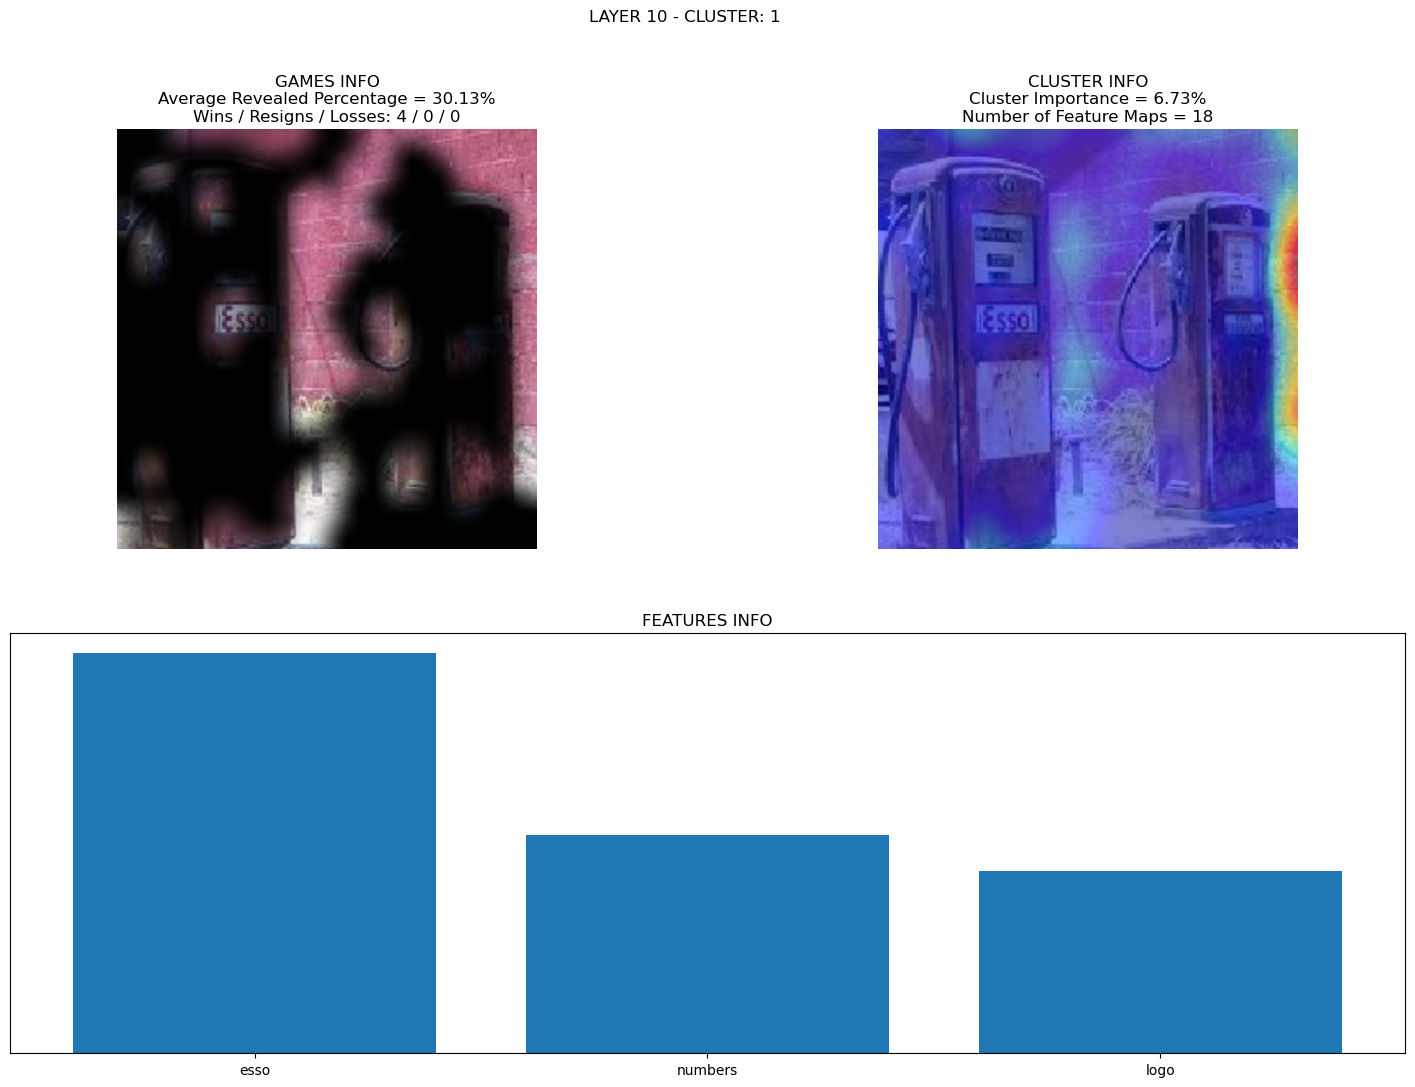 LAYER 10 - CLUSTER: 1
GAMES INFO
Average Revealed Percentage = 30.13%
Wins / Resigns / Losses: 4 / 0 / 0
CLUSTER INFO
Cluster Importance = 6.73%
Number of Feature Maps = 18
ESSO
ESSO
FEATURES INFO
esso
numbers
logo